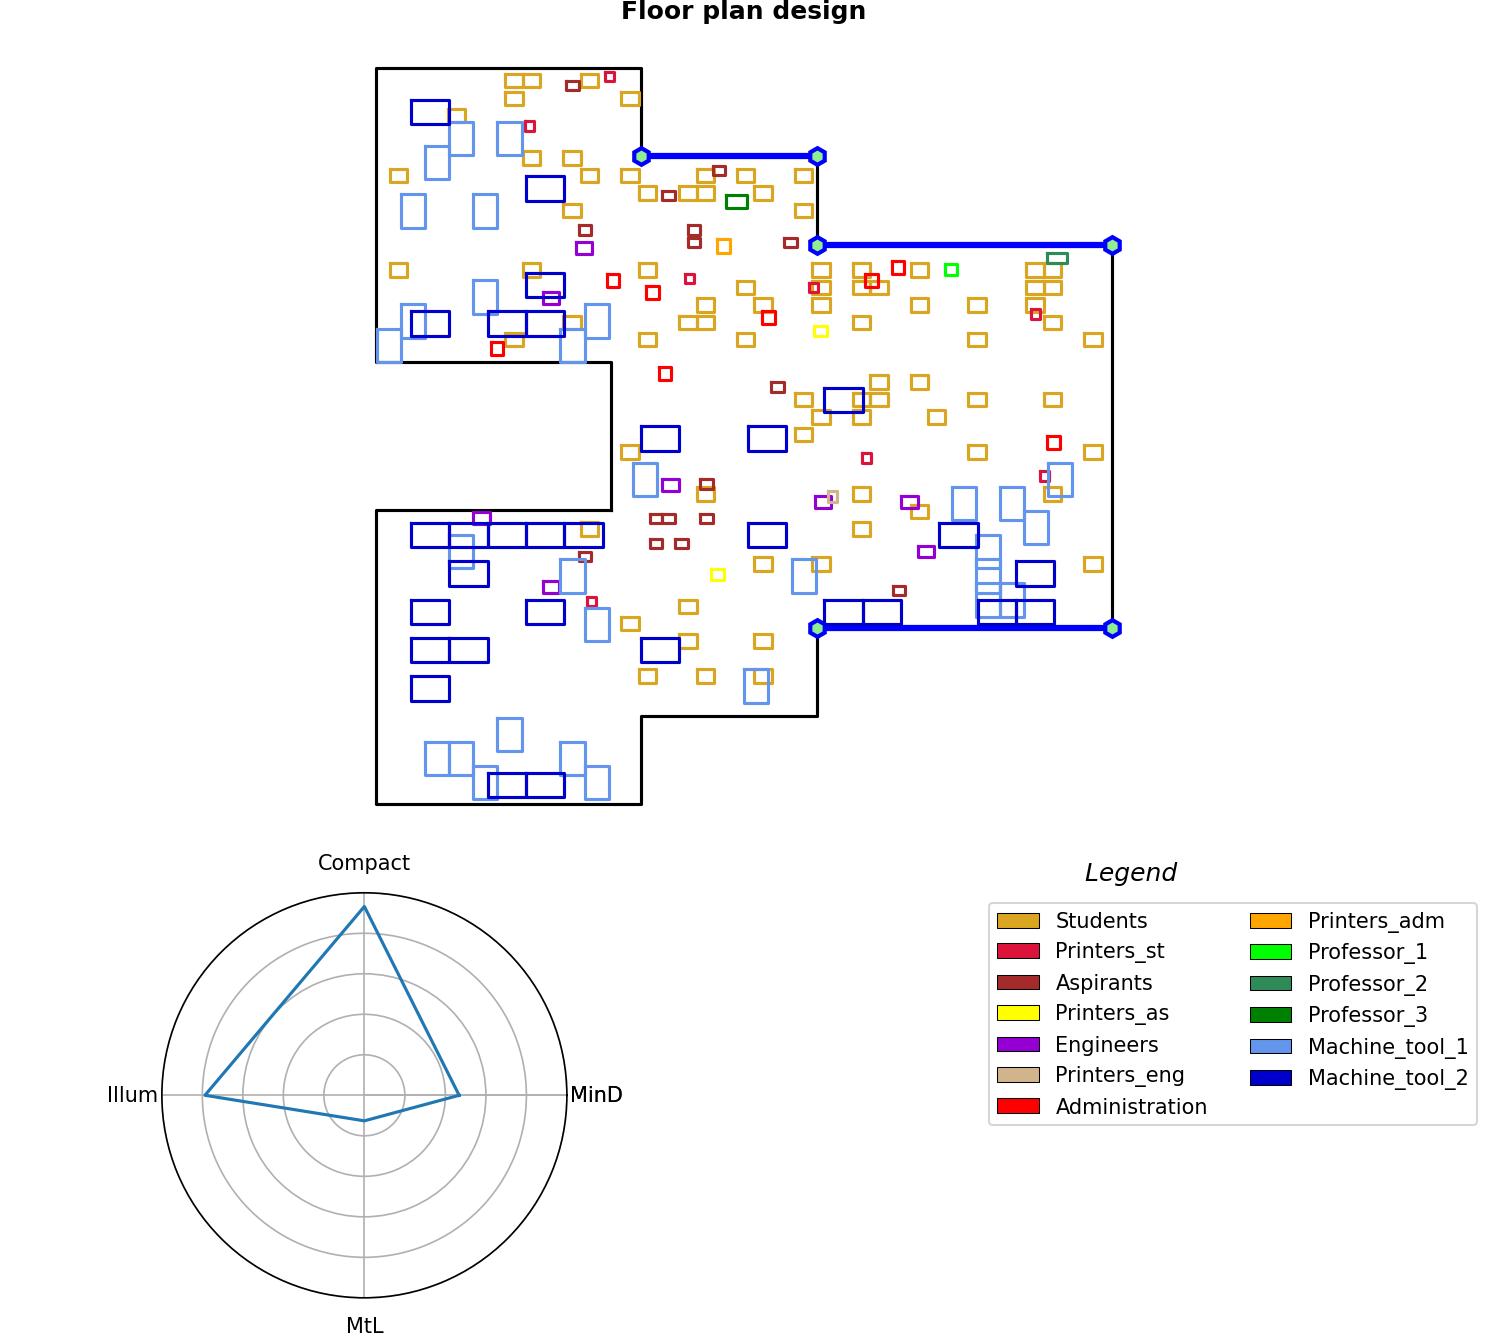 Floor plan design
Compact
Illum
MinD
MtL
Legend
Students
Printers_st
Aspirants
Printers_as
Engineers
Printers_eng
Administration
Printers_adm
Professor_1
Professor_2
Professor_3
Machine_tool_1
Machine_tool_2